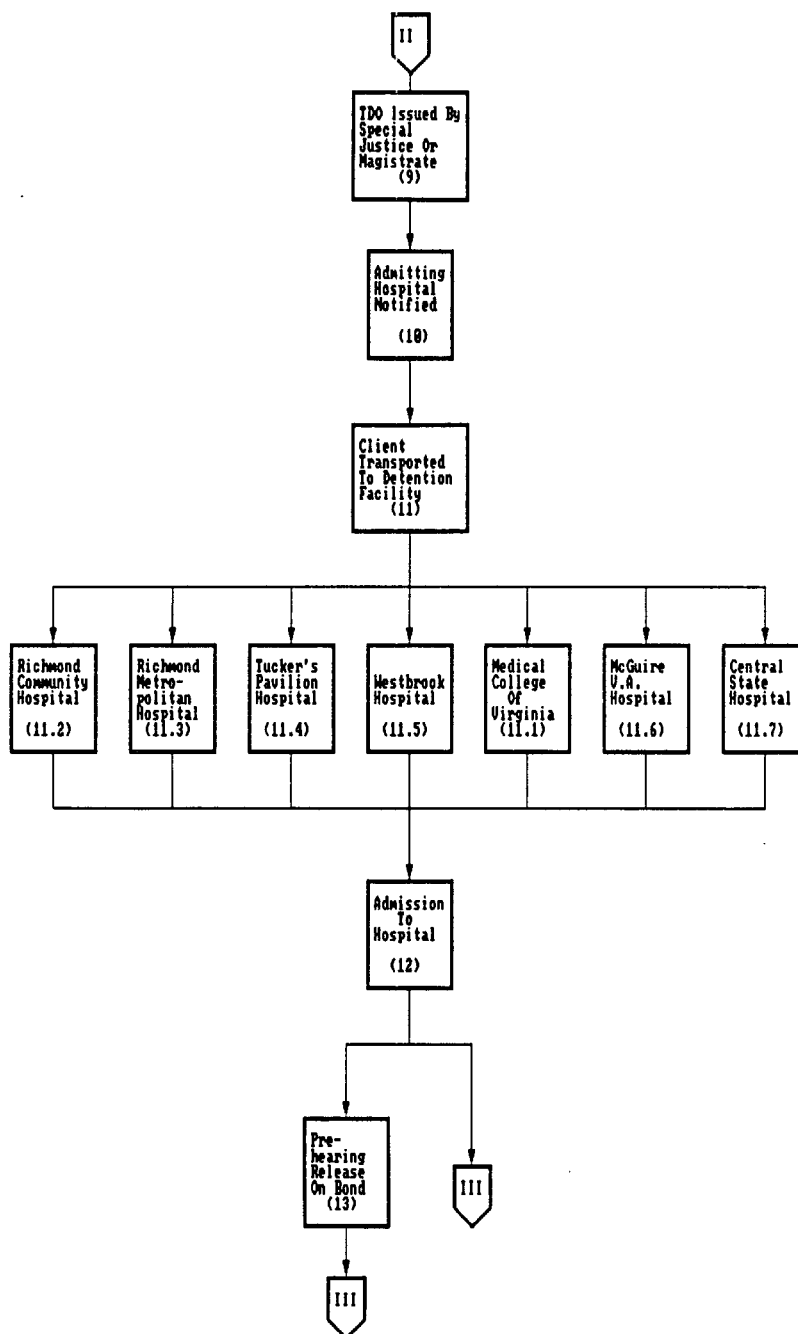 II
TDO Issued By
Special
Justice Or
Magistrate
(9)
Admitting
Hospital
Notified
(10)
Client
Transported
To Detention
Facility
(11)
Richmond
Community
Hospital
(11.2)
Richmond
Metro-
politan
Hospital
(11.3)
Tucker's
Pavilion
Hospital
(11.4)
Westbrook
Hospital
(11.5)
Medical
College
Of
Virginia
(11.1)
McGuire
V.A.
Hospital
(11.6)
Central
State
Hospital
(11.7)
Admission
To
Hospital
(12)
Pre-
hearing
Release
On Bond
(13)
III
III